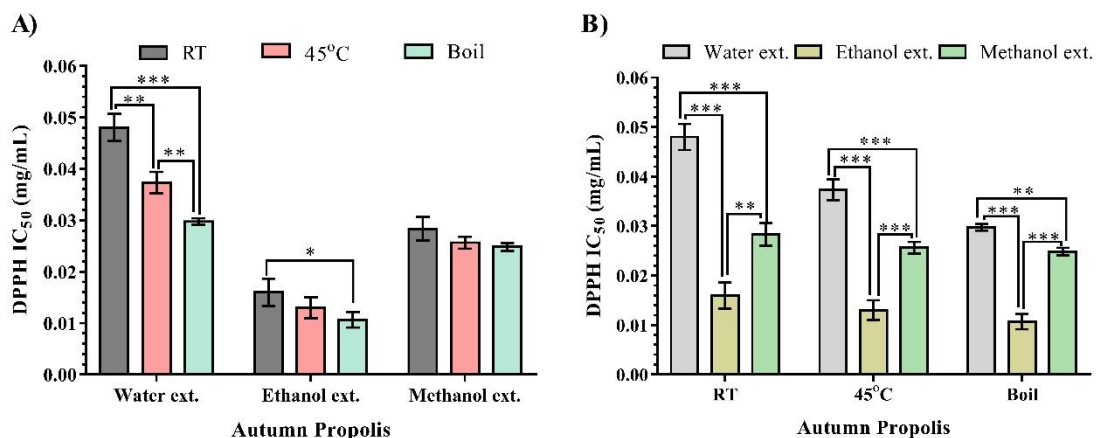 A)
RT 45°C Boil
DPPH IC50 (mg/mL)
0.06
0.05
0.04
0.03
0.02
0.01
0.00
***
**
**
*
Water ext. Ethanol ext. Methanol ext.
Autumn Propolis
B)
Water ext. Ethanol ext. Methanol ext.
DPPH IC50 (mg/mL)
0.06
0.05
0.04
0.03
0.02
0.01
0.00
***
***
**
***
***
***
**
***
***
RT 45°C Boil
Autumn Propolis